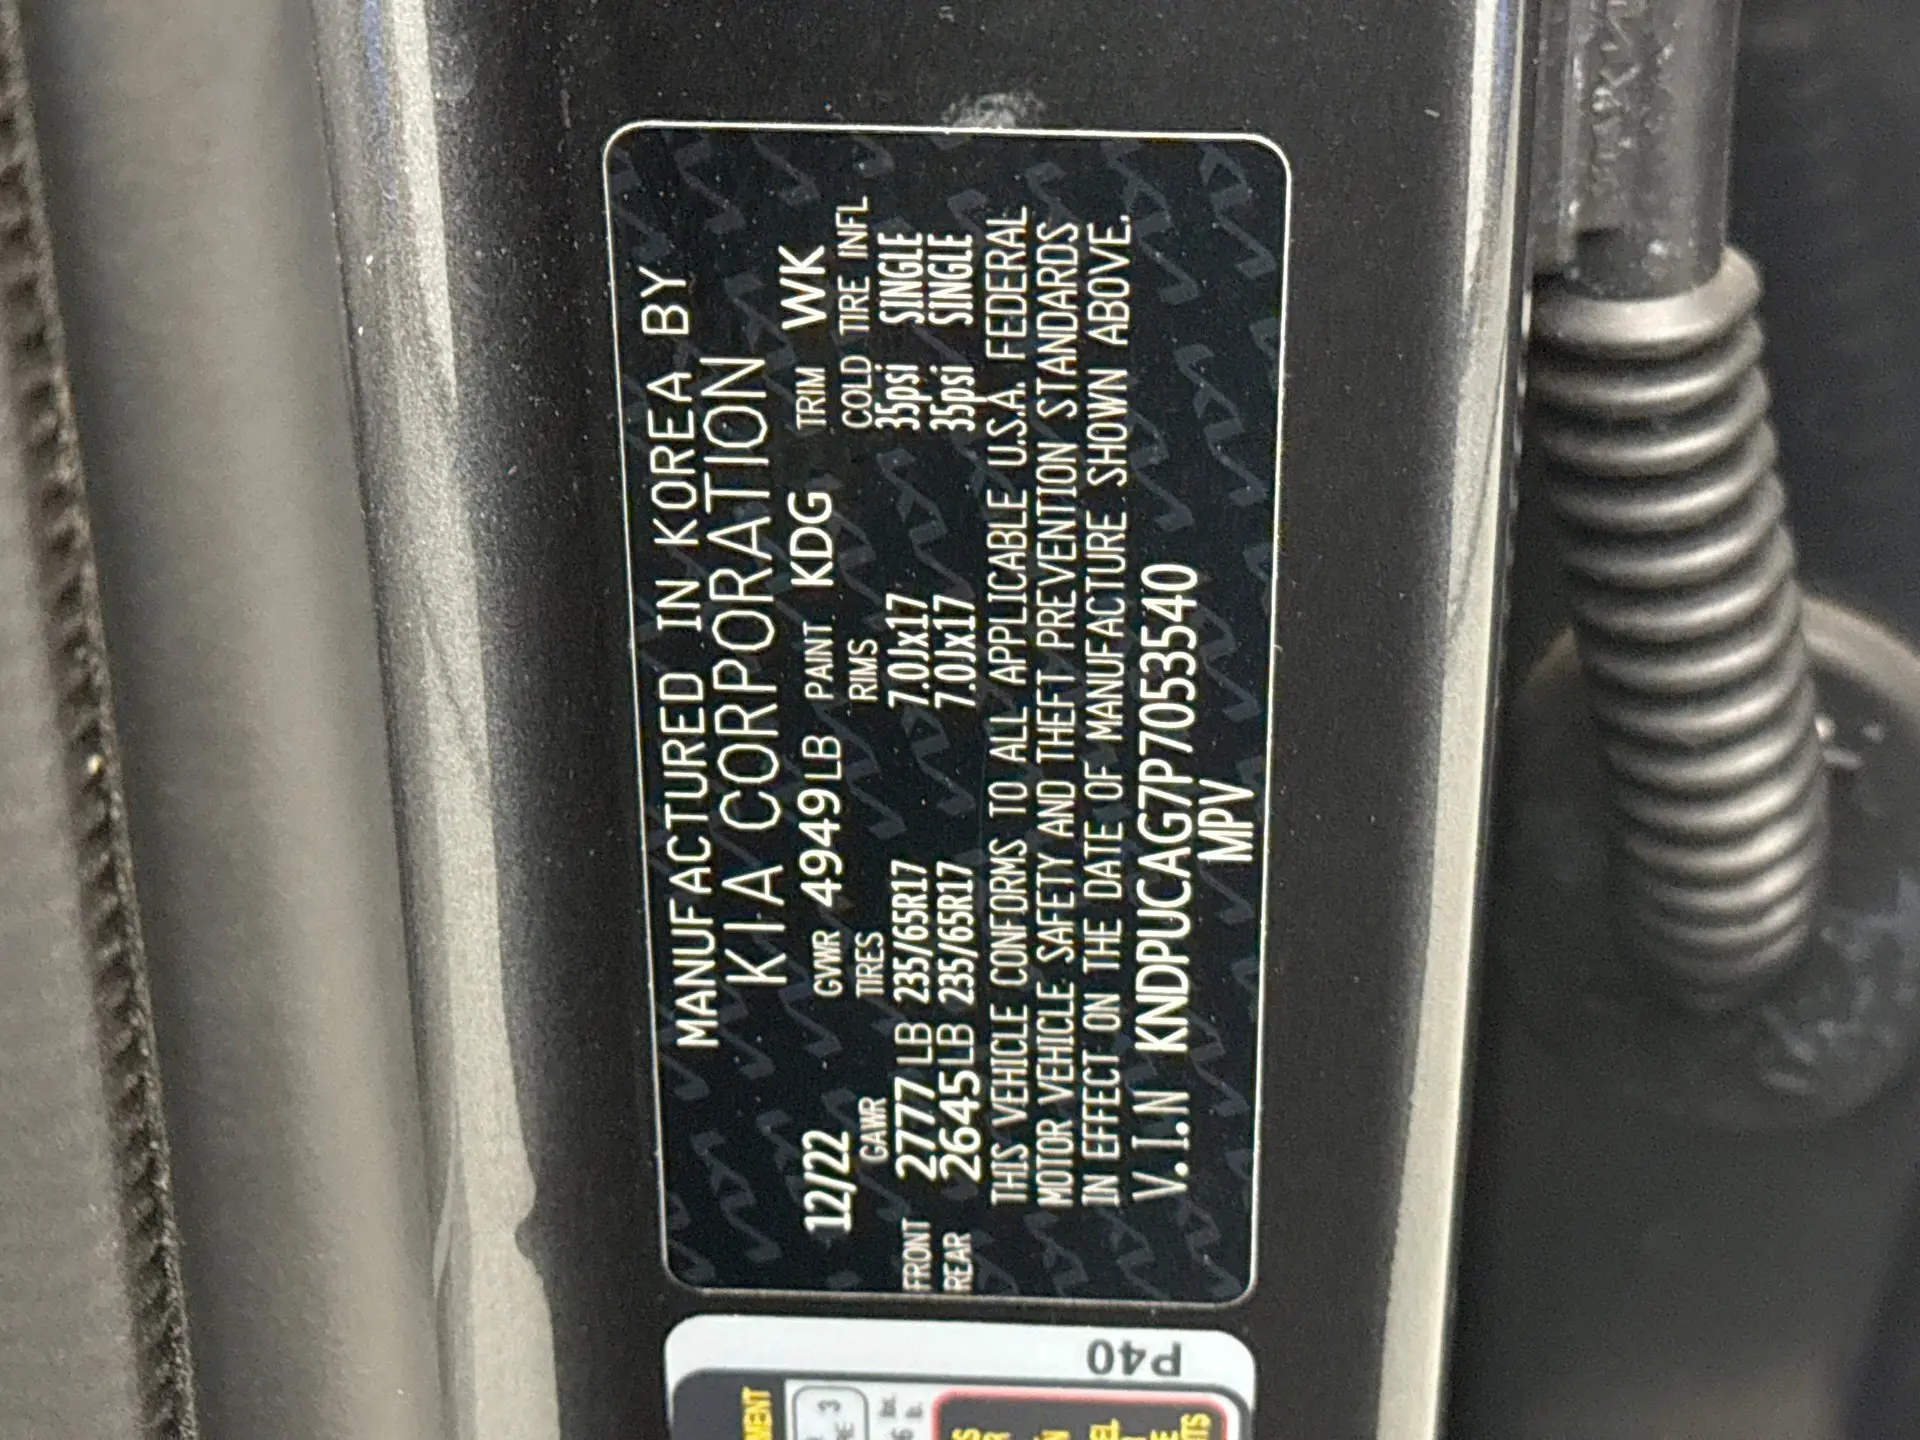 MANUFACTURED IN KOREA BY
KIA CORPORATION
12/22 GVWR 4949LB PAINT KDG TRIM WK
GAWR TIRES RIMS COLD TIRE INFL
FRONT 2777LB 235/65R17 7.0Jx17 35psi SINGLE
REAR 2645LB 235/65R17 7.0Jx17 35psi SINGLE
THIS VEHICLE CONFORMS TO ALL APPLICABLE U.S.A. FEDERAL
MOTOR VEHICLE SAFETY AND THEFT PREVENTION STANDARDS
IN EFFECT ON THE DATE OF MANUFACTURE SHOWN ABOVE.
V.I.N KNDPUCAG7P7053540
MPV
P40